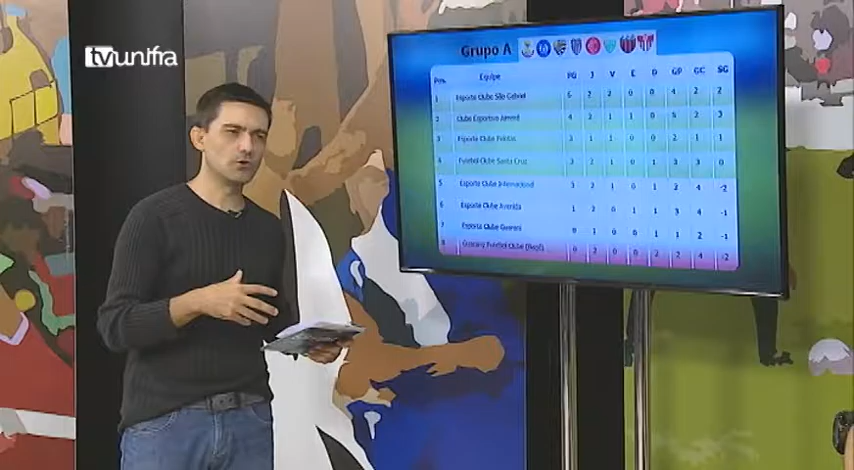 tvunifra
Grupo A
Pos. Equipe PG J V E D GP GC SG
1 Esporte Clube São Gabriel 6 2 2 0 0 4 2 2
2 Clube Esportivo 4 2 1 1 0 5 2 3
3 Esporte Clube Pelotas 3 1 1 0 0 2 1 1
4 Futebol Clube Santa Cruz 3 2 1 0 1 3 3 0
5 Esporte Clube Internacional 3 2 1 0 1 2 4 -2
6 Esporte Clube Avenida 1 2 0 1 1 3 4 -1
7 Esporte Clube Guarani 0 1 0 0 1 1 2 -1
8 Guarany Futebol Clube (Bagé) 0 2 0 0 2 2 4 -2